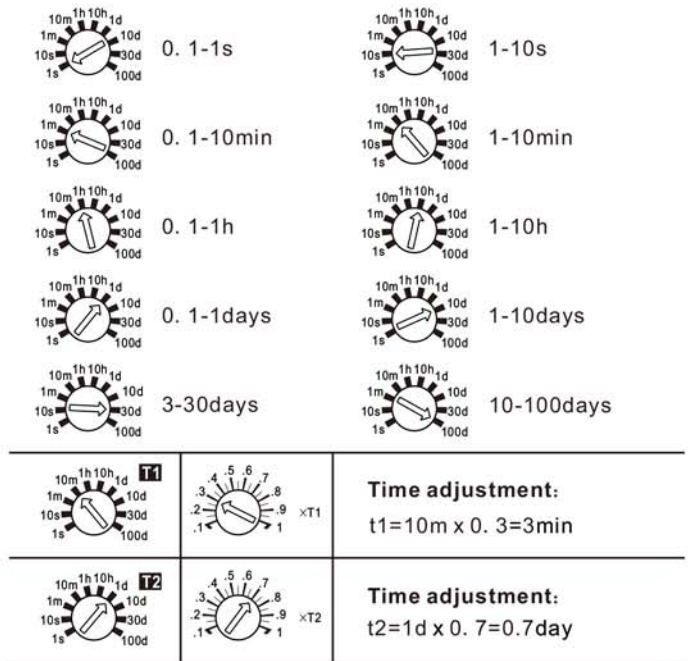 10m 1h 10h 1d
1m 10d
10s 30d
1s 100d
0. 1-1s
10m 1h 10h 1d
1m 10d
10s 30d
1s 100d
1-10s
10m 1h 10h 1d
1m 10d
10s 30d
1s 100d
0. 1-10min
10m 1h 10h 1d
1m 10d
10s 30d
1s 100d
1-10min
10m 1h 10h 1d
1m 10d
10s 30d
1s 100d
0. 1-1h
10m 1h 10h 1d
1m 10d
10s 30d
1s 100d
1-10h
10m 1h 10h 1d
1m 10d
10s 30d
1s 100d
0. 1-1days
10m 1h 10h 1d
1m 10d
10s 30d
1s 100d
1-10days
10m 1h 10h 1d
1m 10d
10s 30d
1s 100d
3-30days
10m 1h 10h 1d
1m 10d
10s 30d
1s 100d
10-100days
T1
10m 1h 10h 1d
1m 10d
10s 30d
1s 100d
.4 .5 .6 .7
.3 .8
.2 .9 ×T1
.1 1
Time adjustment:
t1=10m x 0. 3=3min
T2
10m 1h 10h 1d
1m 10d
10s 30d
1s 100d
.4 .5 .6 .7
.3 .8
.2 .9 ×T2
.1 1
Time adjustment:
t2=1d x 0. 7=0.7day